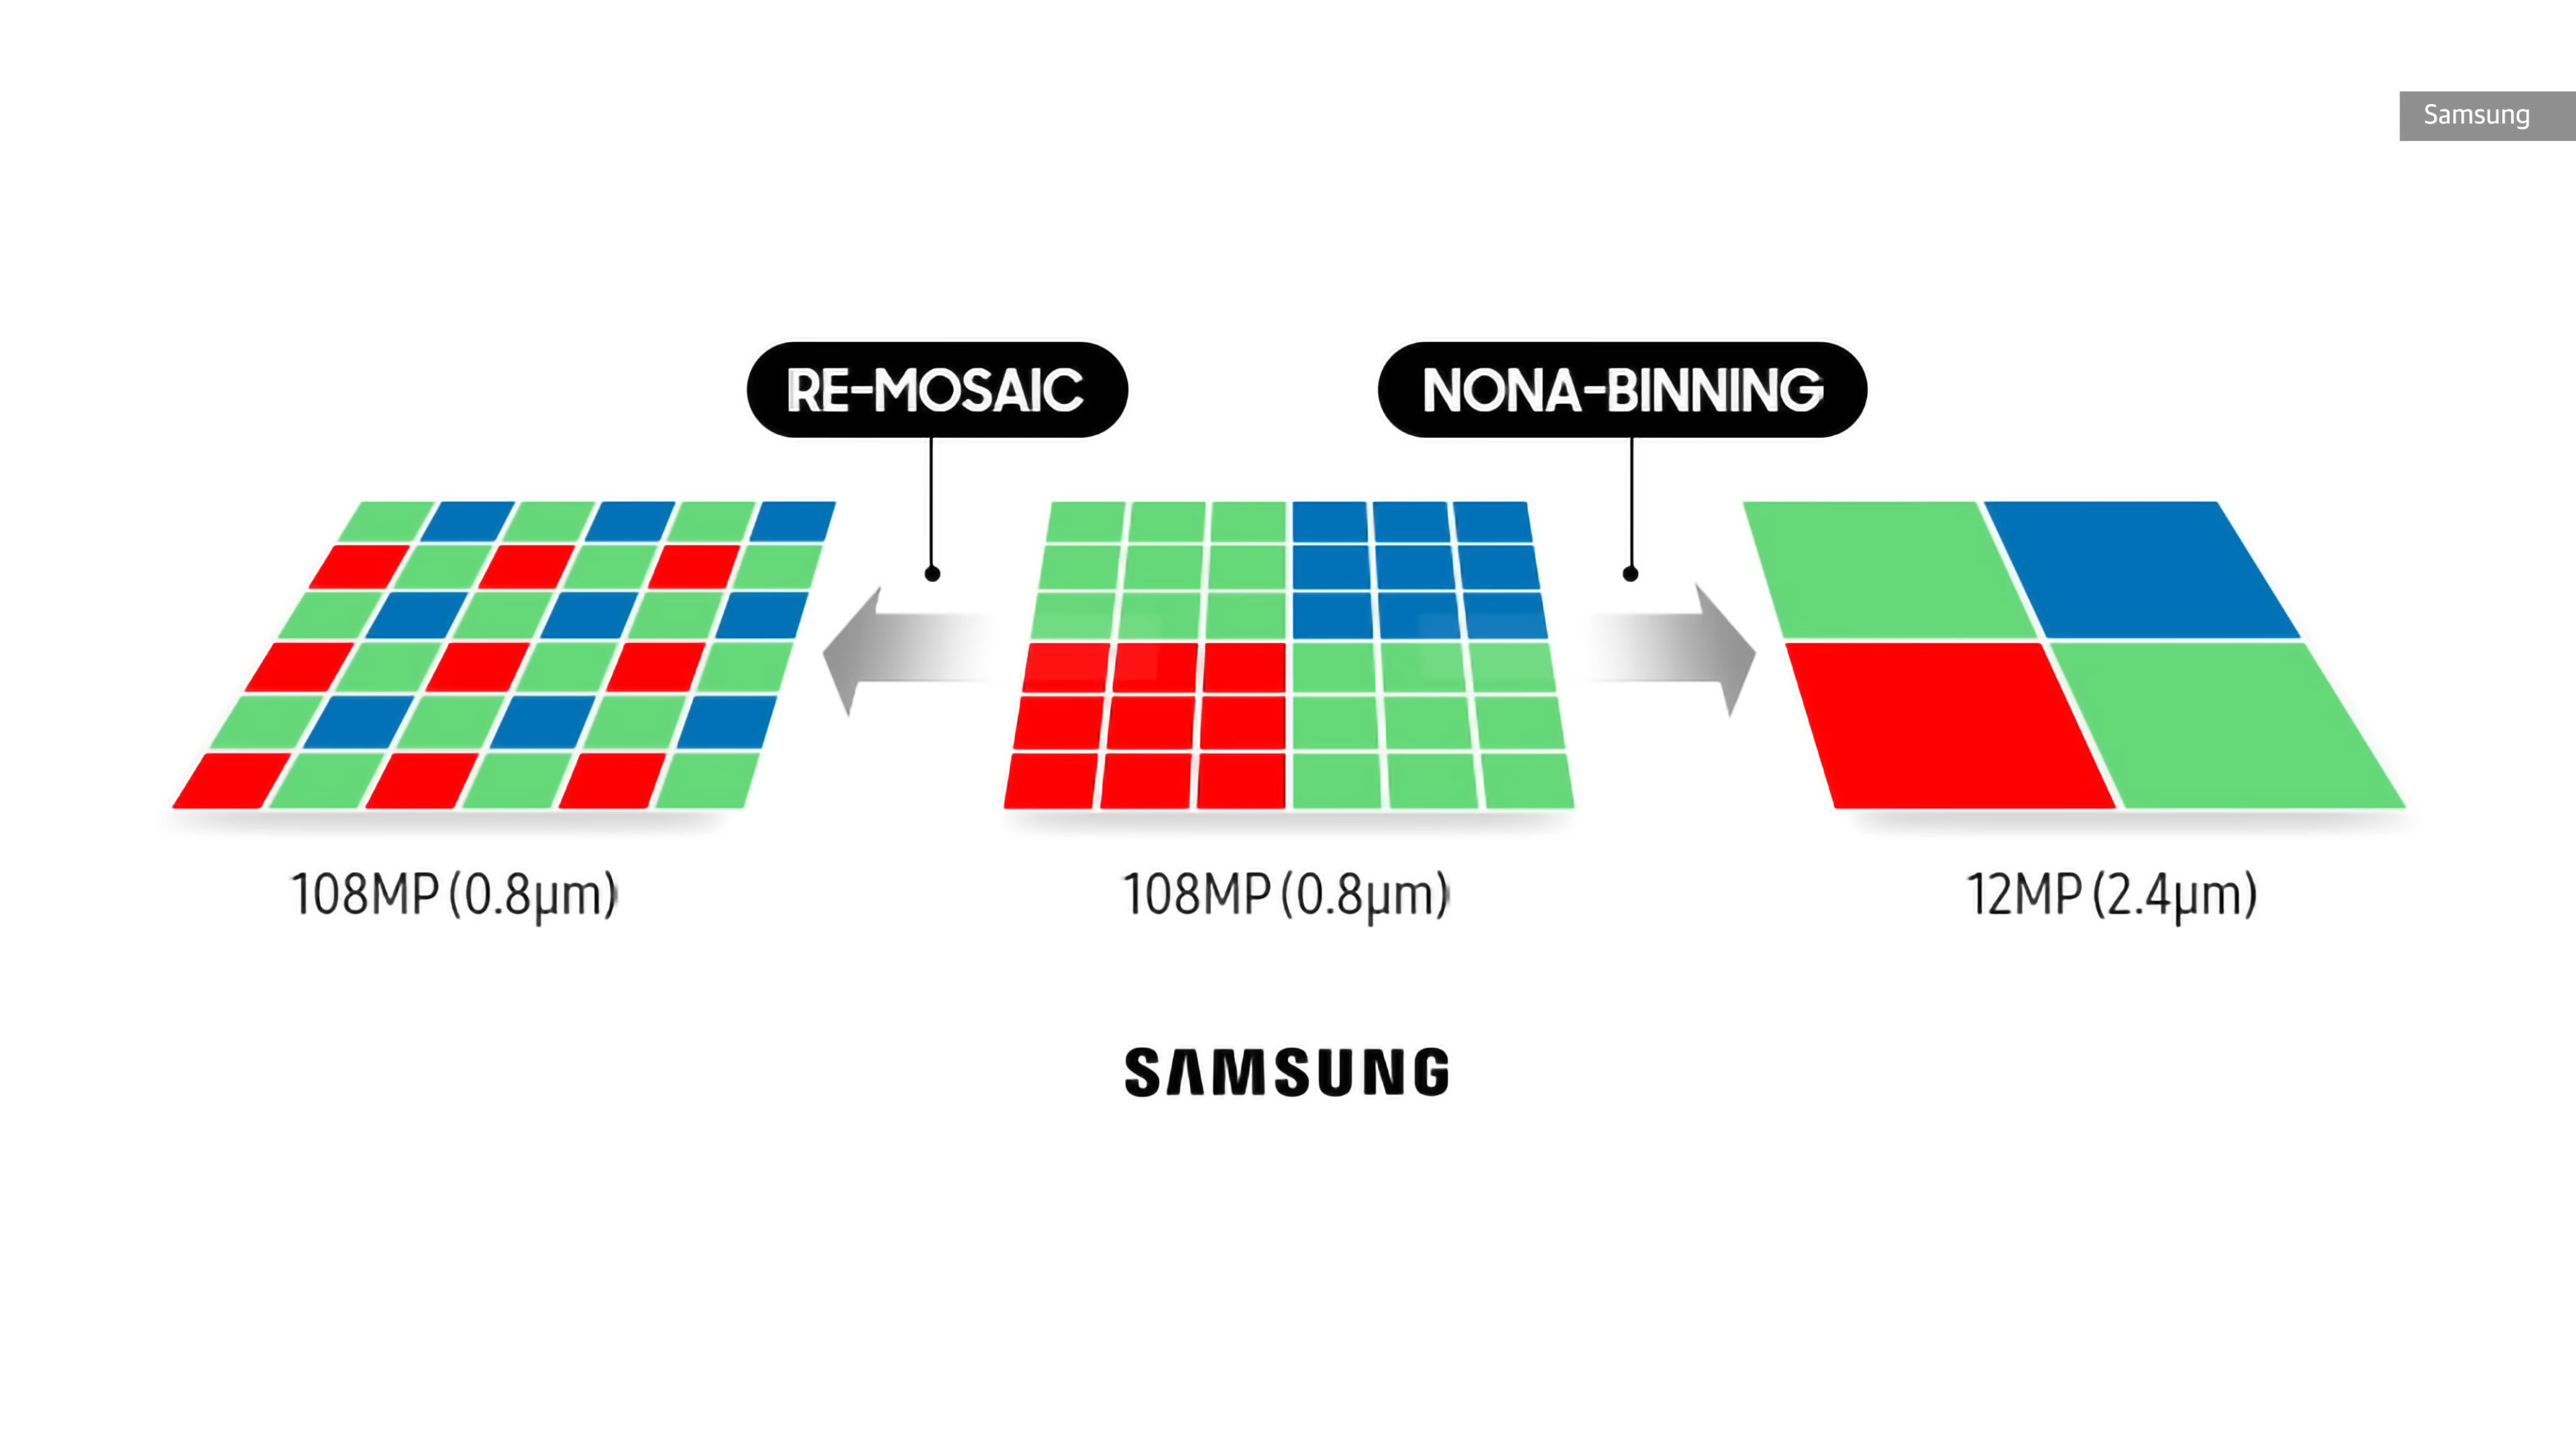 Samsung
RE-MOSAIC
NONA-BINNING
108MP (0.8μm)
108MP (0.8μm)
12MP (2.4μm)
SAMSUNG